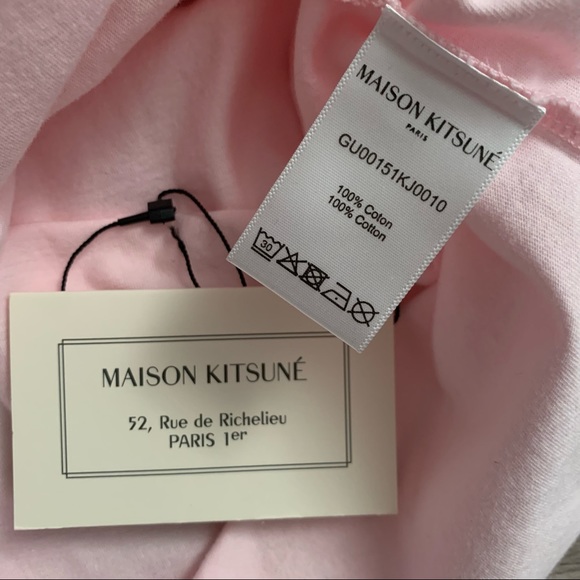 MAISON KITSUNÉ
PARIS
GU00151KJ0010
100% Coton
100% Cotton
30
MAISON KITSUNÉ
52, Rue de Richelieu
PARIS 1er